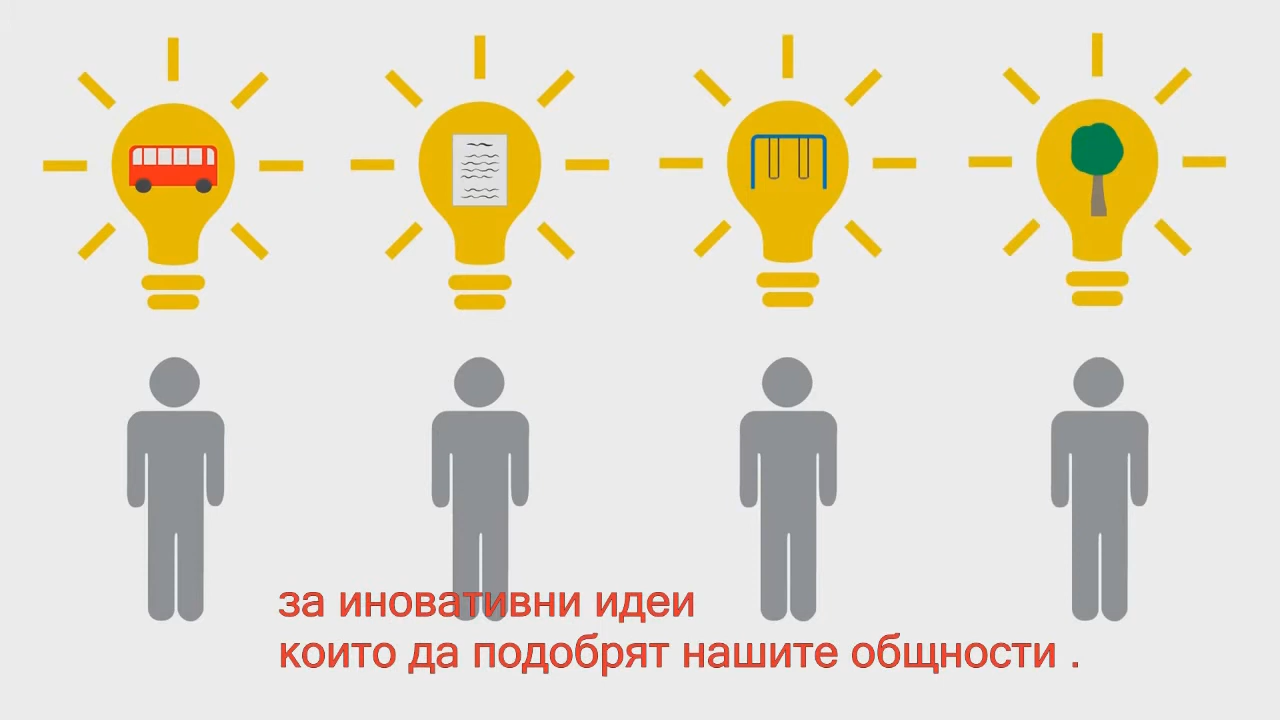 за иновативни идеи
които да подобрят нашите общности .